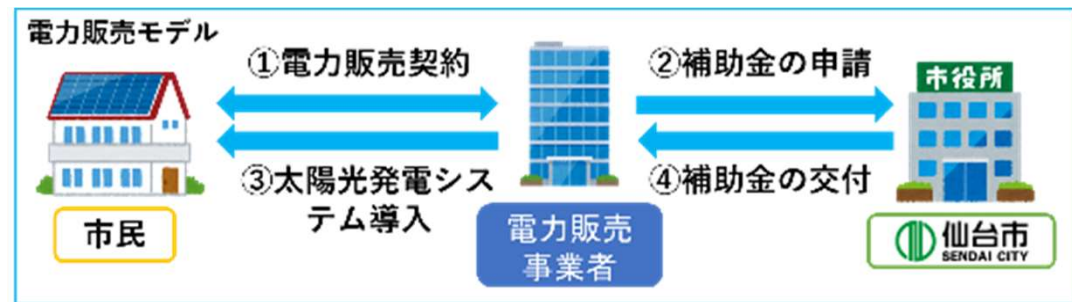 電力販売モデル
①電力販売契約
②補助金の申請
市役所
③太陽光発電シス
テム導入
④補助金の交付
市民
電力販売
事業者
仙台市
SENDAI CITY